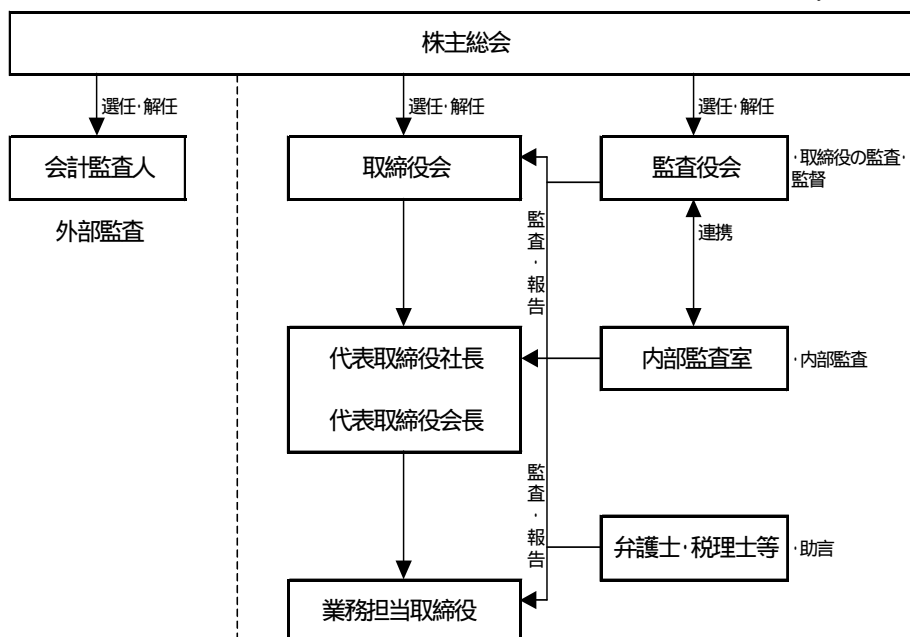 株主総会
選任・解任
選任・解任
選任・解任
会計監査人
取締役会
監査役会
・取締役の監査・
監督
外部監査
連携
監査・報告
代表取締役社長
代表取締役会長
内部監査室
・内部監査
監査・報告
弁護士・税理士等
・助言
業務担当取締役